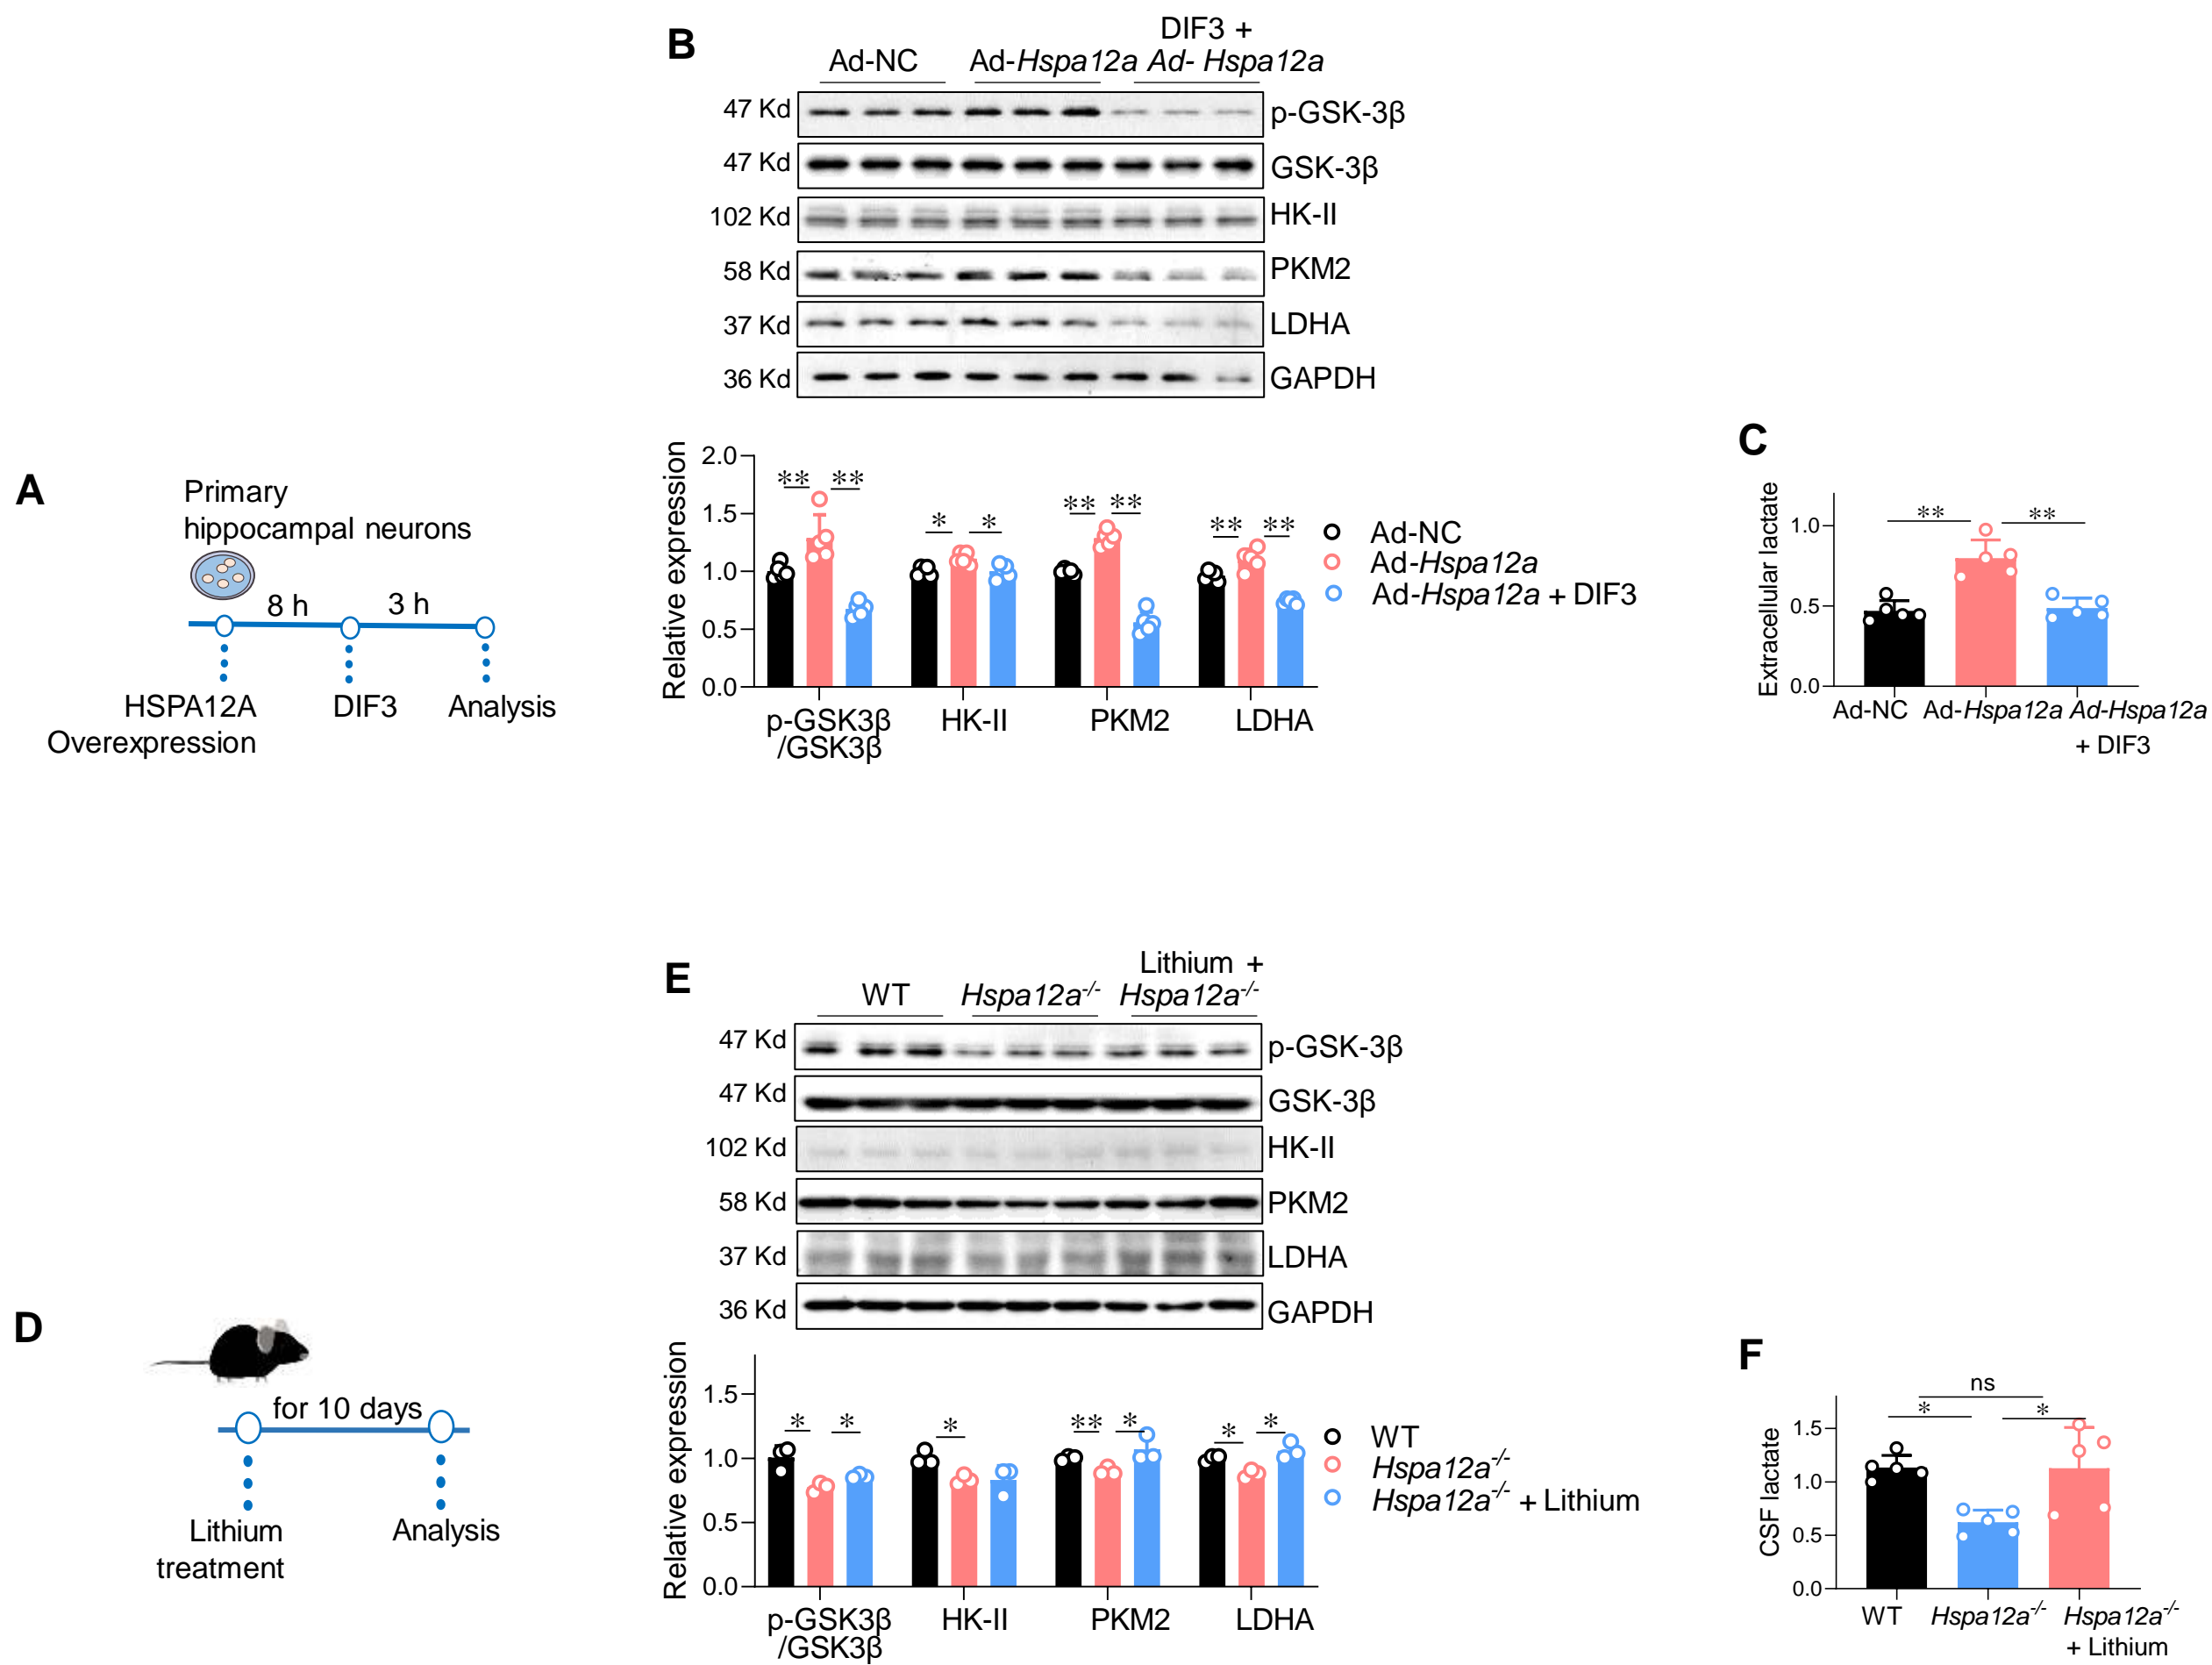 A
Primary
hippocampal neurons
8 h
3 h
HSPA12A
Overexpression
DIF3
Analysis
B
Ad-NC
Ad-Hspa12a
DIF3 +
Ad- Hspa12a
47 Kd
p-GSK-3β
47 Kd
GSK-3β
102 Kd
HK-II
58 Kd
PKM2
37 Kd
LDHA
36 Kd
GAPDH
Relative expression
2.0
1.5
1.0
0.5
0.0
** **
* *
** **
** **
p-GSK3β
/GSK3β
HK-II
PKM2
LDHA
Ad-NC
Ad-Hspa12a
Ad-Hspa12a + DIF3
C
Extracellular lactate
1.0
0.5
0.0
** **
Ad-NC
Ad-Hspa12a
Ad-Hspa12a
+ DIF3
D
for 10 days
Lithium
treatment
Analysis
E
WT
Hspa12a-/-
Lithium +
Hspa12a-/-
47 Kd
p-GSK-3β
47 Kd
GSK-3β
102 Kd
HK-II
58 Kd
PKM2
37 Kd
LDHA
36 Kd
GAPDH
Relative expression
1.5
1.0
0.5
0.0
* *
*
** *
* *
p-GSK3β
/GSK3β
HK-II
PKM2
LDHA
WT
Hspa12a-/-
Hspa12a-/- + Lithium
F
CSF lactate
1.5
1.0
0.5
0.0
ns
* *
WT
Hspa12a-/-
Hspa12a-/-
+ Lithium